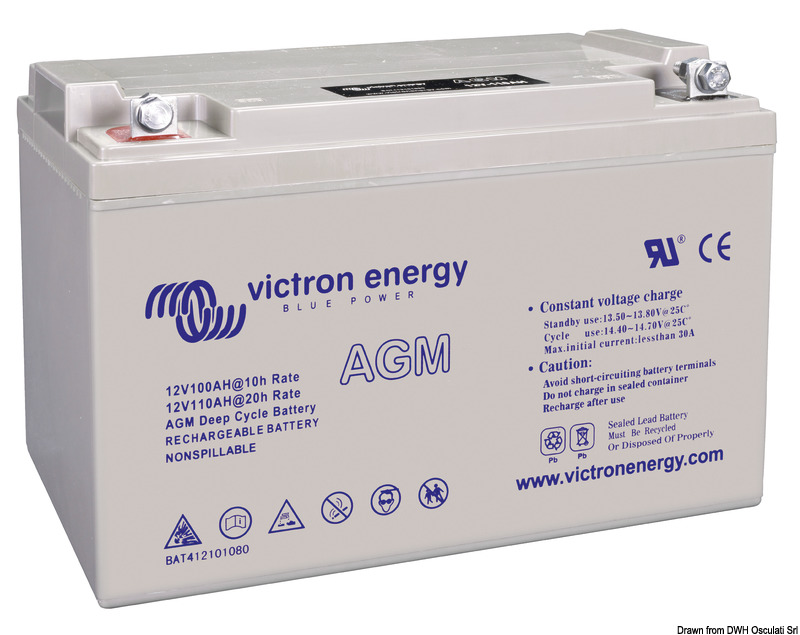 victron energy
BLUE POWER
AGM
12V100AH@10h Rate
12V110AH@20h Rate
AGM Deep Cycle Battery
RECHARGEABLE BATTERY
NONSPILLABLE
BAT412101080
RU® CE
• Constant voltage charge
Standby use:13.50~13.80V@25C°
Cycle use:14.40~14.70V@25C°
Max.initial current:lessthan 30A
• Caution:
Avoid short-circuiting battery terminals
Do not charge in sealed container
Recharge after use
Sealed Lead Battery
Must Be Recycled
Or Disposed Of Properly
Pb Pb
www.victronenergy.com
Drawn from DWH Osculati Srl